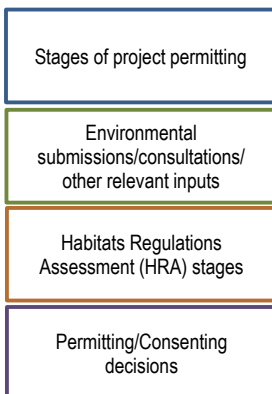 Stages of project permitting
Environmental
submissions/consultations/
other relevant inputs
Habitats Regulations
Assessment (HRA) stages
Permitting/Consenting
decisions